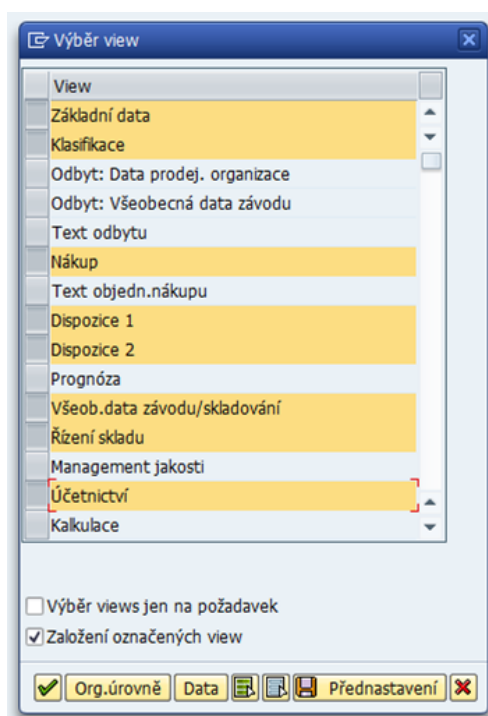 Výběr view
View
Základní data
Klasifikace
Odbyt: Data prodej. organizace
Odbyt: Všeobecná data závodu
Text odbytu
Nákup
Text objedn.nákupu
Dispozice 1
Dispozice 2
Prognóza
Všeob.data závodu/skladování
Řízení skladu
Management jakosti
Účetnictví
Kalkulace
Výběr views jen na požadavek
Založení označených view
Org.úrovně Data Přednastavení